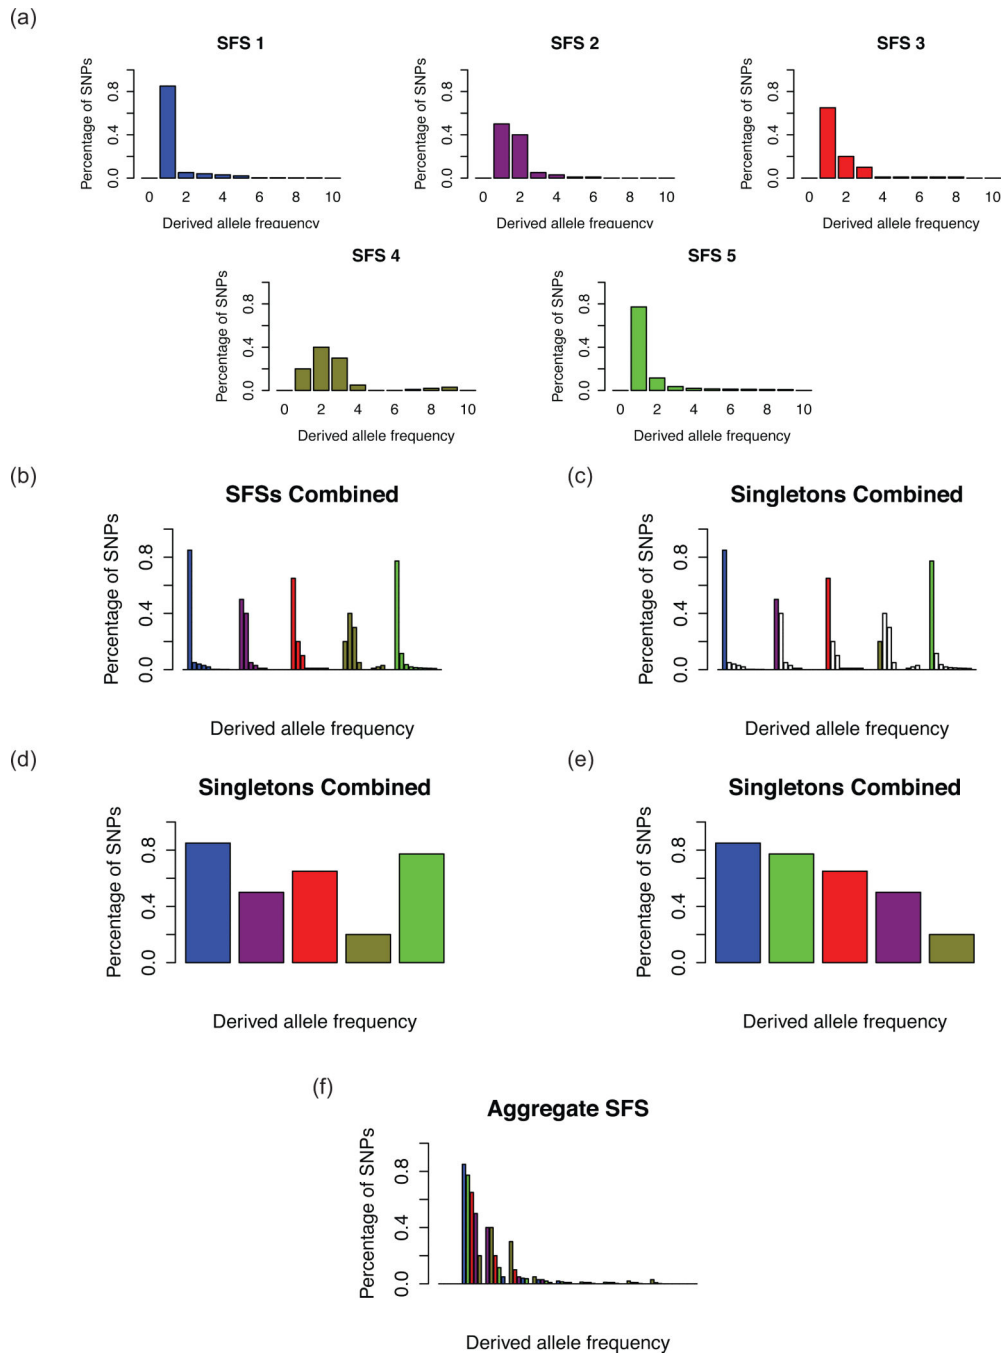 (a)
SFS 1
SFS 2
SFS 3
Percentage of SNPs
0.0 0.4 0.8
0 2 4 6 8 10
Derived allele frequency
Percentage of SNPs
0.0 0.4 0.8
0 2 4 6 8 10
Derived allele frequency
Percentage of SNPs
0.0 0.4 0.8
0 2 4 6 8 10
Derived allele frequency
SFS 4
SFS 5
Percentage of SNPs
0.0 0.4 0.8
0 2 4 6 8 10
Derived allele frequency
Percentage of SNPs
0.0 0.4 0.8
0 2 4 6 8 10
Derived allele frequency
(b)
SFSs Combined
Percentage of SNPs
0.0 0.4 0.8
Derived allele frequency
(c)
Singletons Combined
Percentage of SNPs
0.0 0.4 0.8
Derived allele frequency
(d)
Singletons Combined
Percentage of SNPs
0.0 0.4 0.8
Derived allele frequency
(e)
Singletons Combined
Percentage of SNPs
0.0 0.4 0.8
Derived allele frequency
(f)
Aggregate SFS
Percentage of SNPs
0.0 0.4 0.8
Derived allele frequency